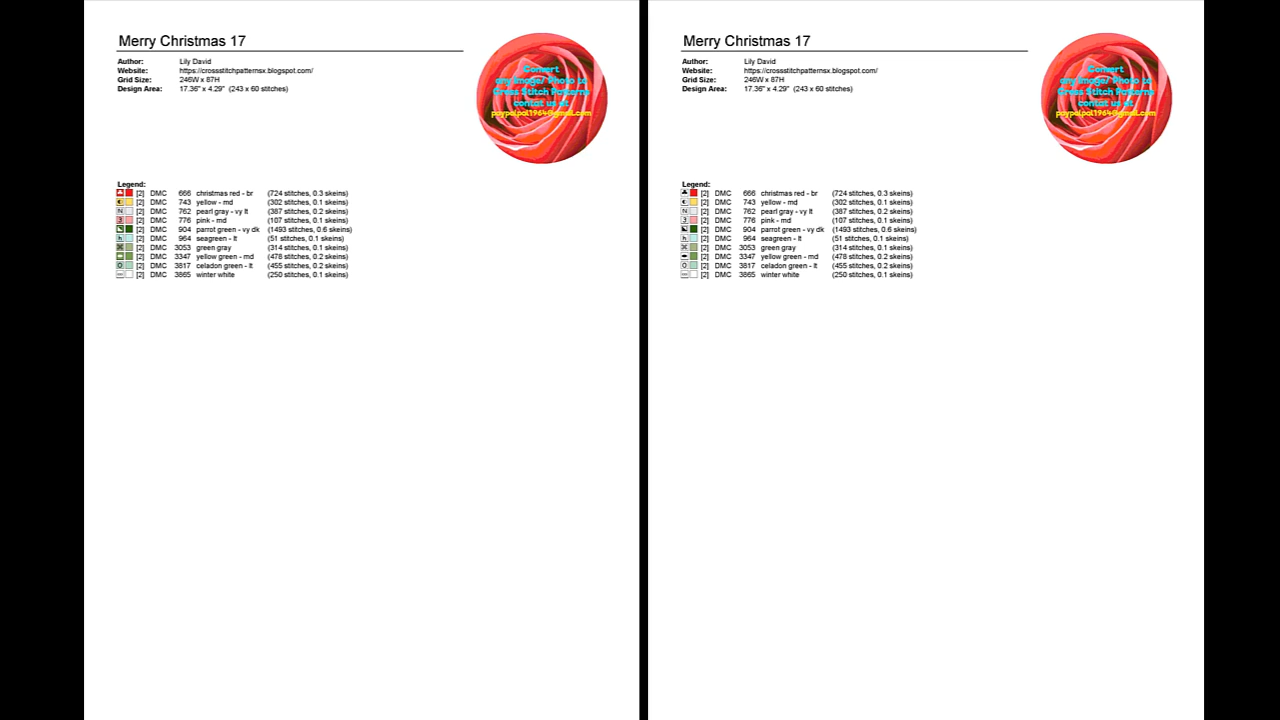 Merry Christmas 17
Author: Lily David
Website: https://crossstitchpatternsx.blogspot.com/
Grid Size: 246W x 87H
Design Area: 17.36" x 4.29" (243 x 60 stitches)
Convert
any Image/ Photo to
Cross Stitch Patterns
contat us at
paypalpal1964@gmail.com
Legend:
[2] DMC 666 christmas red - br (724 stitches, 0.3 skeins)
[2] DMC 743 yellow - md (302 stitches, 0.1 skeins)
N [2] DMC 762 pearl gray - vy lt (387 stitches, 0.2 skeins)
3 [2] DMC 776 pink - md (107 stitches, 0.1 skeins)
[2] DMC 904 parrot green - vy dk (1493 stitches, 0.6 skeins)
h [2] DMC 964 seagreen - lt (51 stitches, 0.1 skeins)
[2] DMC 3053 green gray (314 stitches, 0.1 skeins)
[2] DMC 3347 yellow green - md (478 stitches, 0.2 skeins)
O [2] DMC 3817 celadon green - lt (455 stitches, 0.2 skeins)
[2] DMC 3865 winter white (250 stitches, 0.1 skeins)
Merry Christmas 17
Author: Lily David
Website: https://crossstitchpatternsx.blogspot.com/
Grid Size: 246W x 87H
Design Area: 17.36" x 4.29" (243 x 60 stitches)
Convert
any Image/ Photo to
Cross Stitch Patterns
contat us at
paypalpal1964@gmail.com
Legend:
[2] DMC 666 christmas red - br (724 stitches, 0.3 skeins)
[2] DMC 743 yellow - md (302 stitches, 0.1 skeins)
N [2] DMC 762 pearl gray - vy lt (387 stitches, 0.2 skeins)
3 [2] DMC 776 pink - md (107 stitches, 0.1 skeins)
[2] DMC 904 parrot green - vy dk (1493 stitches, 0.6 skeins)
h [2] DMC 964 seagreen - lt (51 stitches, 0.1 skeins)
[2] DMC 3053 green gray (314 stitches, 0.1 skeins)
[2] DMC 3347 yellow green - md (478 stitches, 0.2 skeins)
O [2] DMC 3817 celadon green - lt (455 stitches, 0.2 skeins)
[2] DMC 3865 winter white (250 stitches, 0.1 skeins)